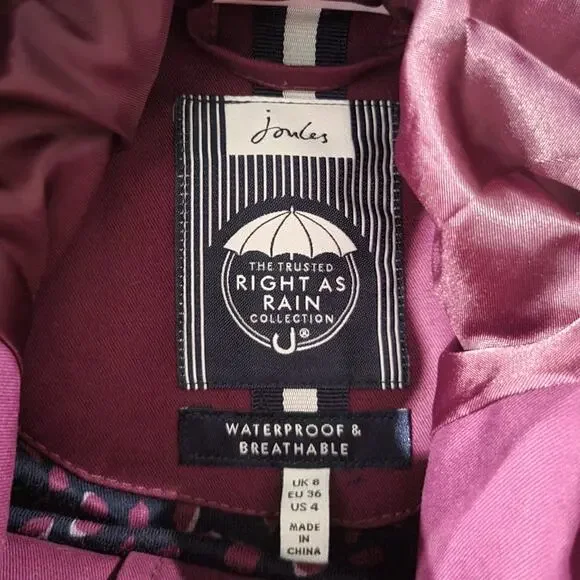 Joules
THE TRUSTED
RIGHT AS
RAIN
COLLECTION
®
WATERPROOF &
BREATHABLE
UK 8
EU 36
US 4
MADE
IN
CHINA